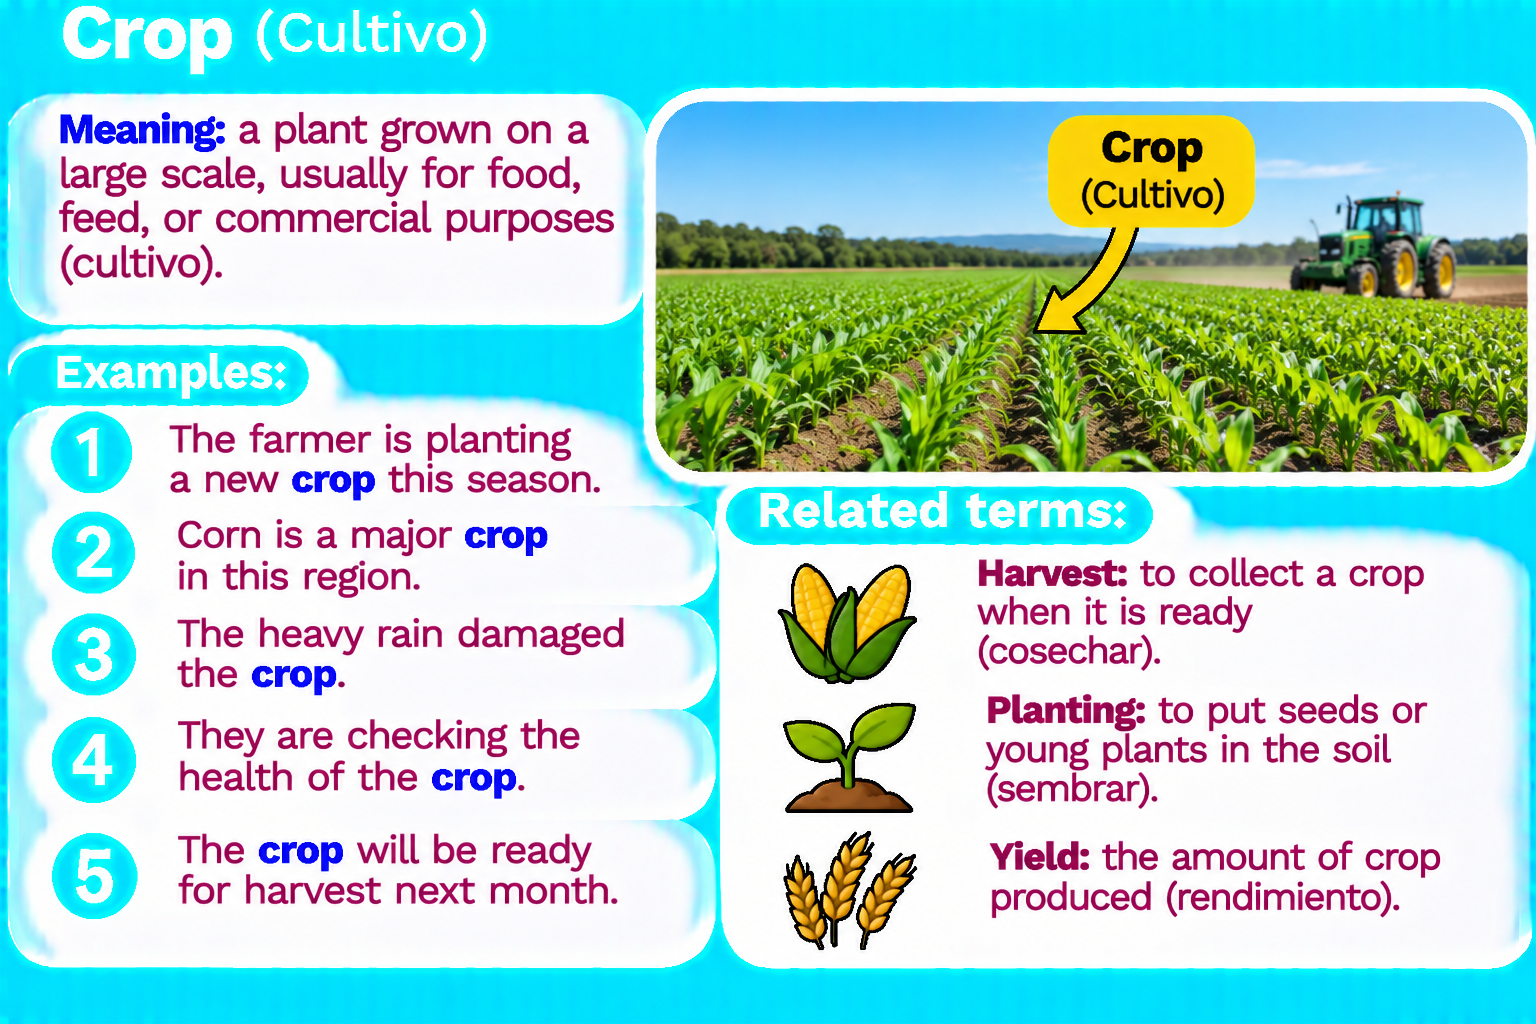 Crop (Cultivo)
Meaning: a plant grown on a
large scale, usually for food,
feed, or commercial purposes
(cultivo).
Crop
(Cultivo)
Examples:
1 The farmer is planting
a new crop this season.
2 Corn is a major crop
in this region.
3 The heavy rain damaged
the crop.
4 They are checking the
health of the crop.
5 The crop will be ready
for harvest next month.
Related terms:
Harvest: to collect a crop
when it is ready
(cosechar).
Planting: to put seeds or
young plants in the soil
(sembrar).
Yield: the amount of crop
produced (rendimiento).